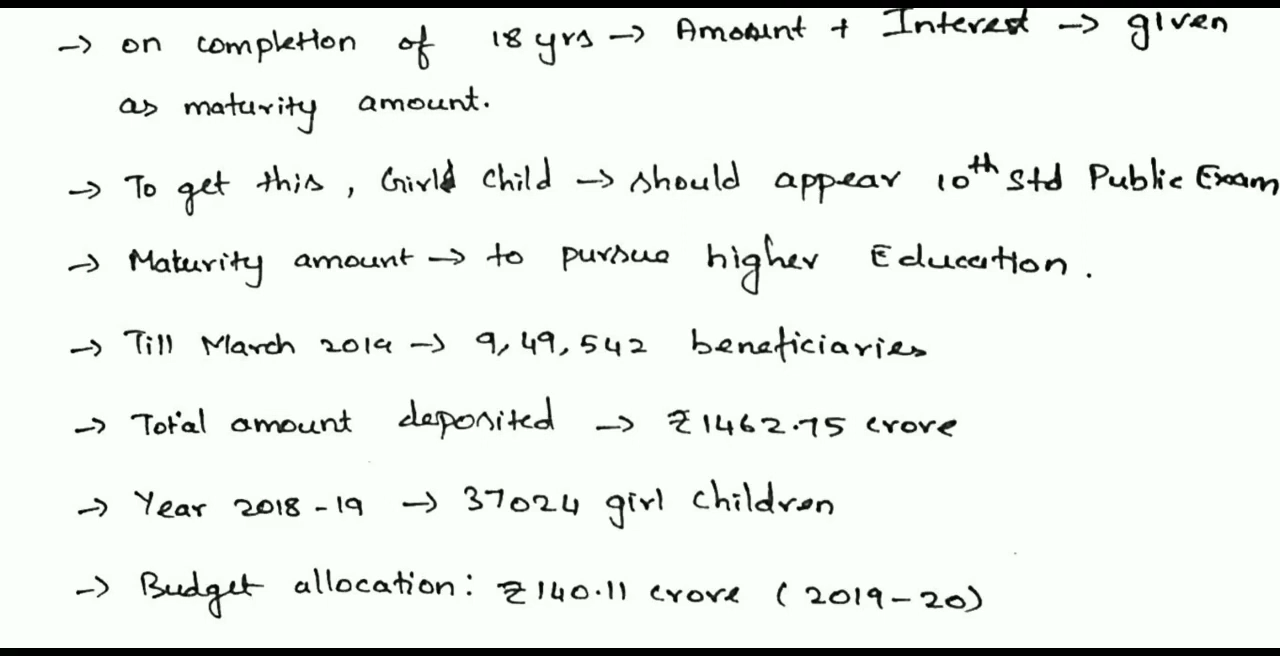 → on completion of 18 yrs → Amount + Interest → given
as maturity amount.
→ To get this, Girl child → should appear 10th std Public Exam
→ Maturity amount → to pursue higher Education.
→ Till March 2019 → 9,49,542 beneficiaries
→ Total amount deposited → ₹1462.75 crore
→ Year 2018-19 → 37024 girl children
→ Budget allocation: ₹140.11 crore (2019-20)